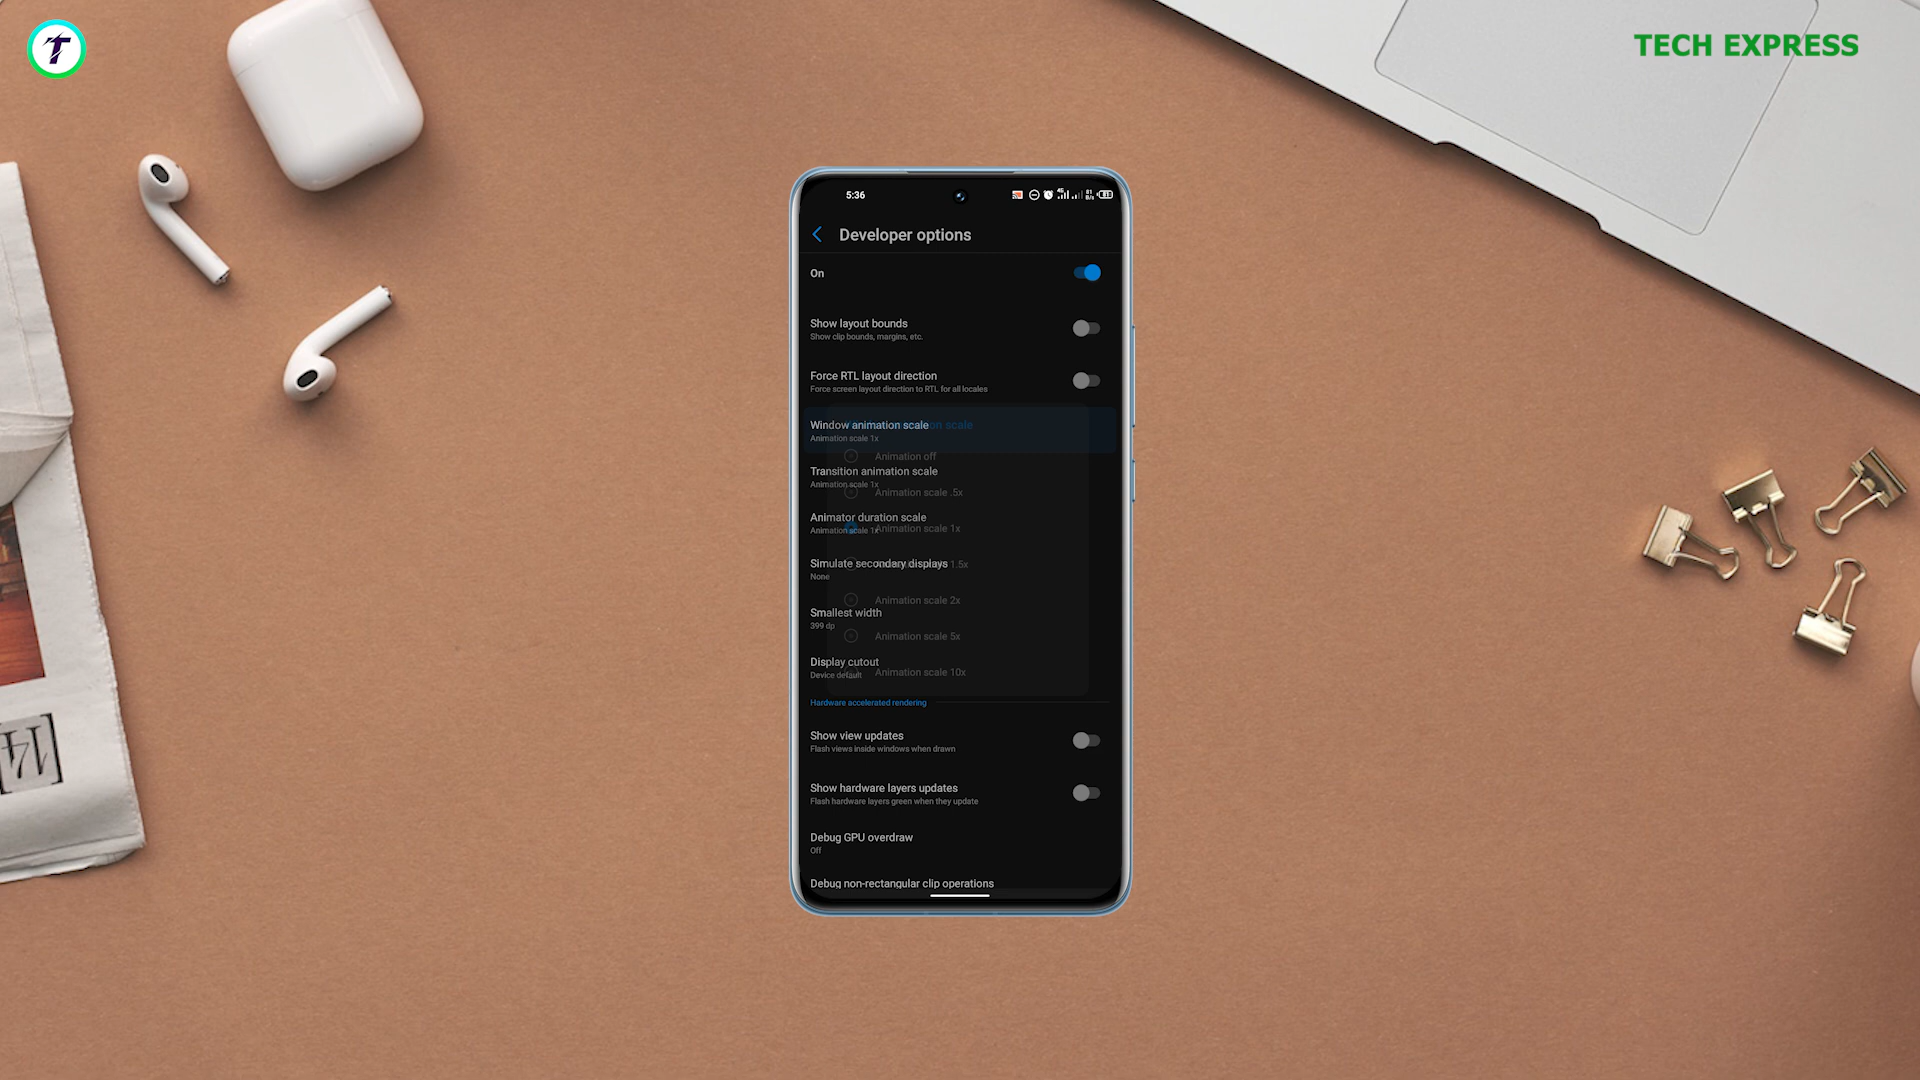 T
TECH EXPRESS
5:36
4G
81
B/s
81
Developer options
On
Show layout bounds
Show clip bounds, margins, etc.
Force RTL layout direction
Force screen layout direction to RTL for all locales
Window animation scale
Animation scale 1x
Animation off
Transition animation scale
Animation scale 1x
Animation scale .5x
Animator duration scale
Animation scale 1x
Animation scale 1x
Simulate secondary displays
1.5x
None
Animation scale 2x
Smallest width
399 dp
Animation scale 5x
Display cutout
Device default
Animation scale 10x
Hardware accelerated rendering
Show view updates
Flash views inside windows when drawn
Show hardware layers updates
Flash hardware layers green when they update
Debug GPU overdraw
Off
Debug non-rectangular clip operations
14